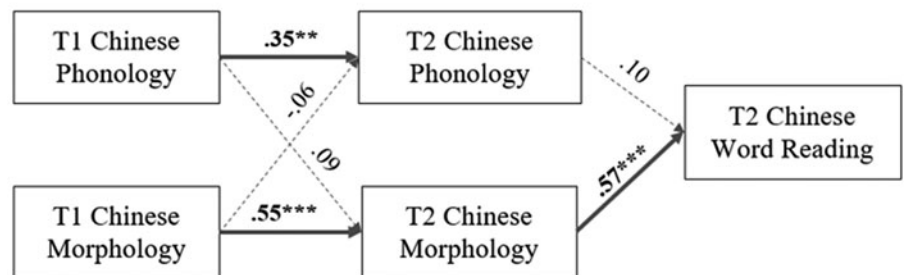 T1 Chinese
Phonology
.35**
T2 Chinese
Phonology
.10
-.06
.09
T2 Chinese
Word Reading
T1 Chinese
Morphology
.55***
T2 Chinese
Morphology
.57***